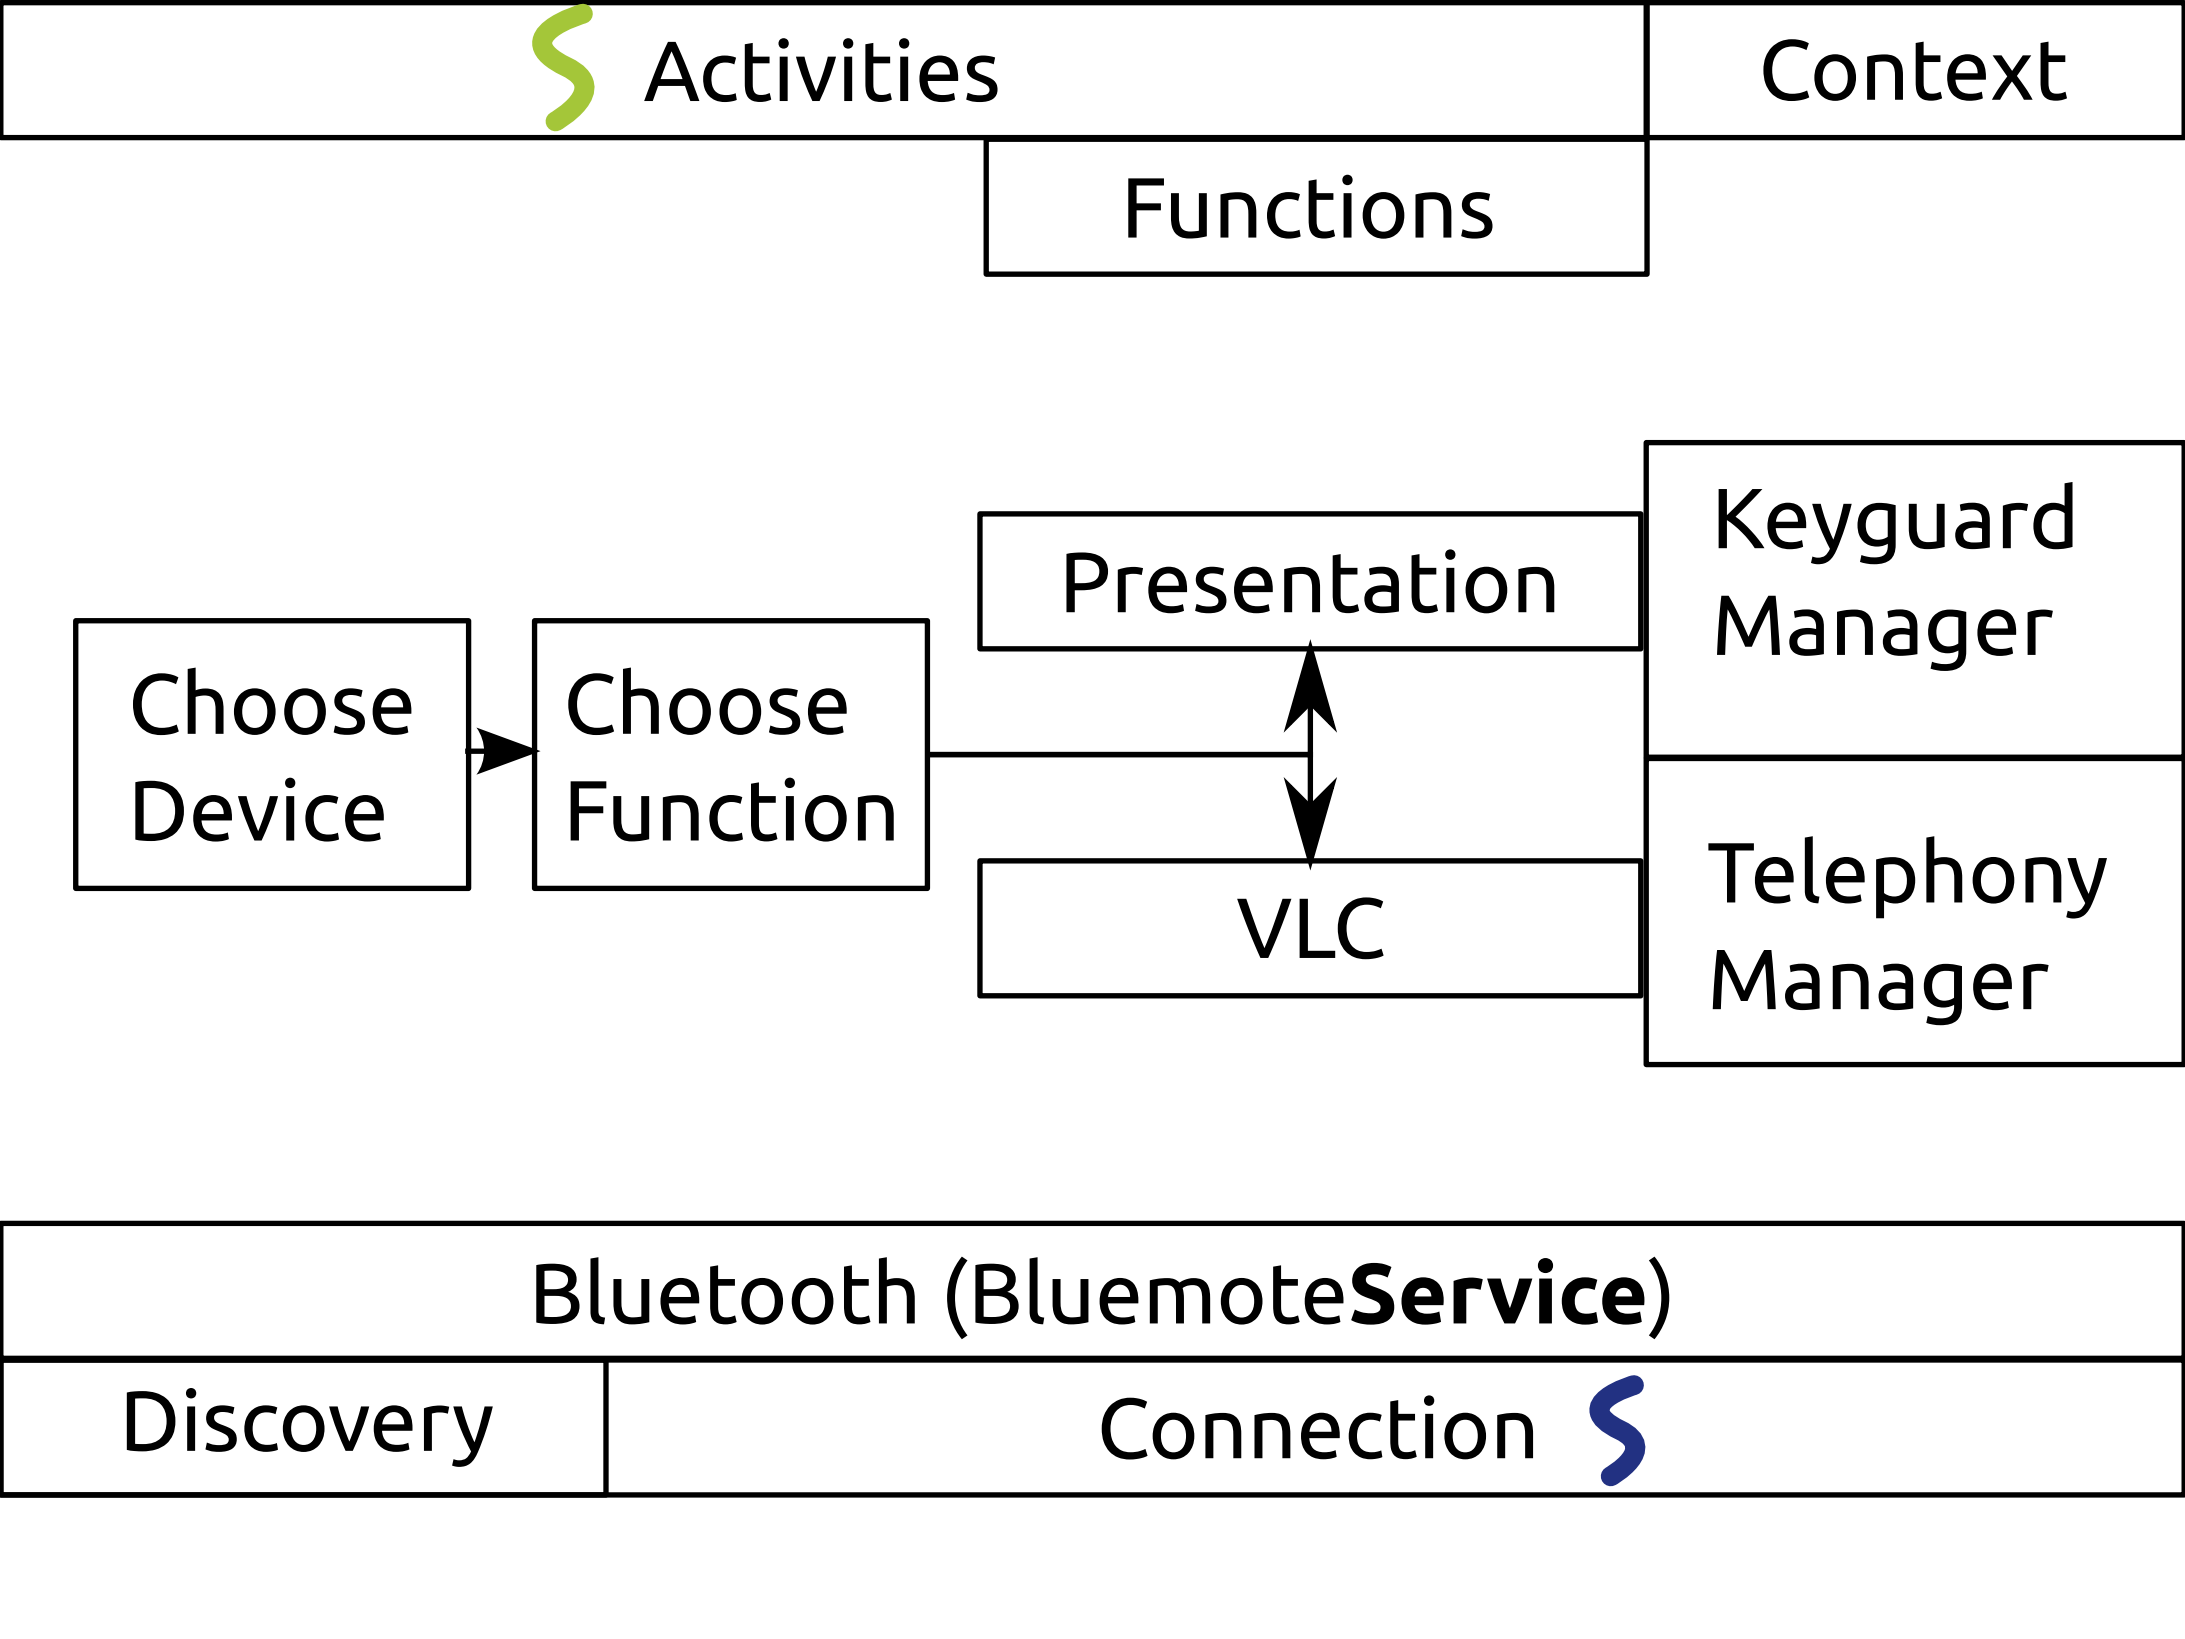 Activities
Context
Functions
Keyguard
Manager
Presentation
Choose
Device
Choose
Function
VLC
Telephony
Manager
Bluetooth (BluemoteService)
Discovery
Connection